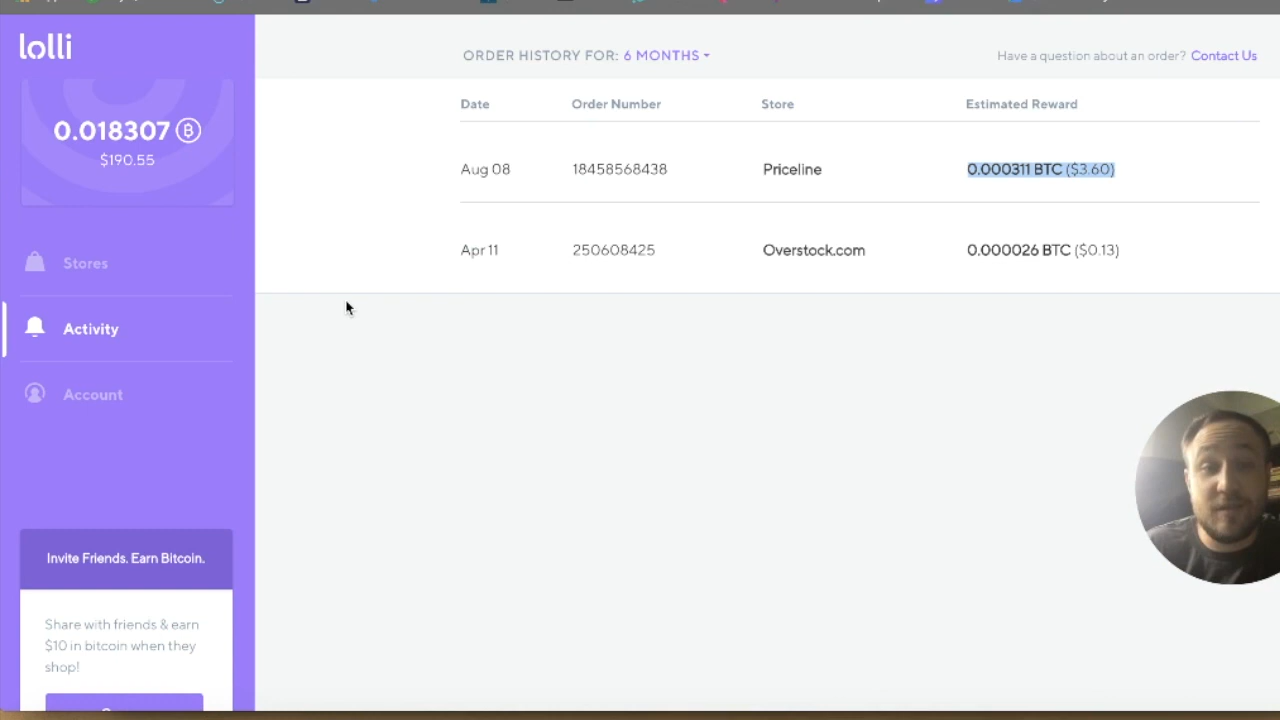 lolli
0.018307 B
$190.55
Stores
Activity
Account
Invite Friends. Earn Bitcoin.
Share with friends & earn
$10 in bitcoin when they
shop!
ORDER HISTORY FOR: 6 MONTHS
Have a question about an order? Contact Us
Date Order Number Store Estimated Reward
Aug 08 18458568438 Priceline 0.000311 BTC ($3.60)
Apr 11 250608425 Overstock.com 0.000026 BTC ($0.13)